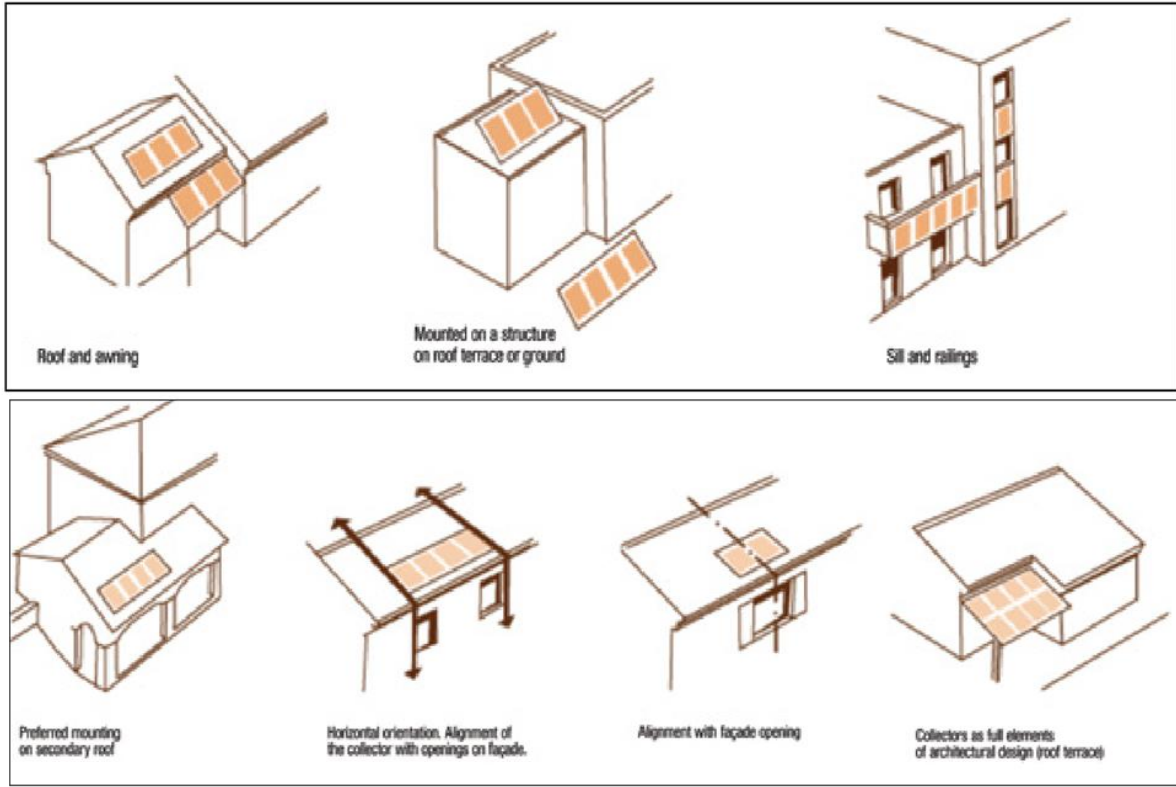 Roof and awning
Mounted on a structure
on roof terrace or ground
Sill and railings
Preferred mounting
on secondary roof
Horizontal orientation. Alignment of
the collector with openings on façade.
Alignment with façade opening
Collectors as full elements
of architectural design (roof terrace)